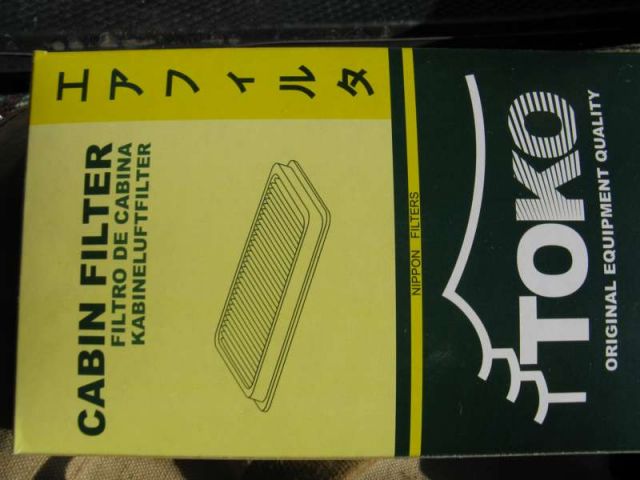 エアフィルタ
CABIN FILTER
FILTRO DE CABINA
KABINELUFTFILTER
NIPPON FILTERS
TOKO
ORIGINAL EQUIPMENT QUALITY